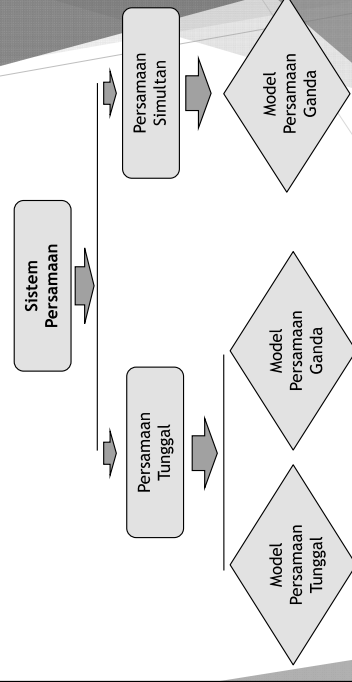 Sistem
Persamaan
Persamaan
Tunggal
Persamaan
Simultan
Model
Persamaan
Tunggal
Model
Persamaan
Ganda
Model
Persamaan
Ganda